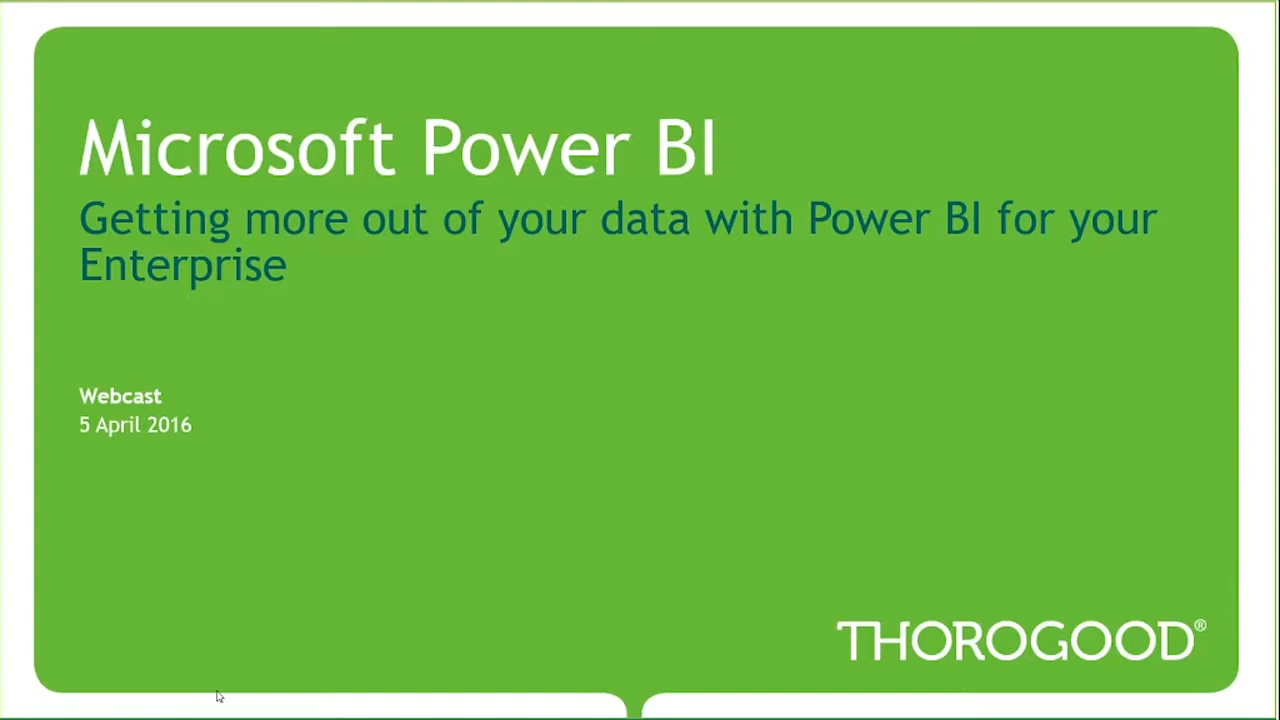 Microsoft Power BI
Getting more out of your data with Power BI for your
Enterprise
Webcast
5 April 2016
THOROGOOD®